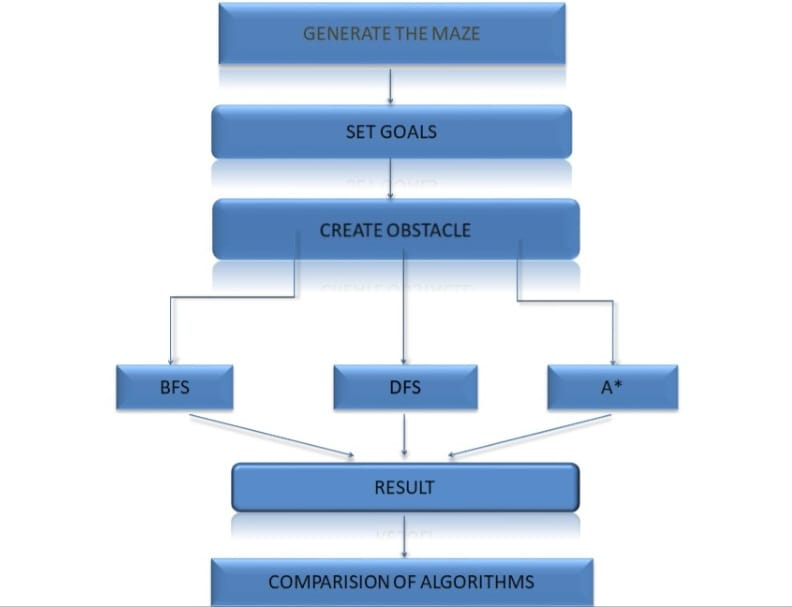 GENERATE THE MAZE
SET GOALS
CREATE OBSTACLE
BFS
DFS
A*
RESULT
COMPARISION OF ALGORITHMS